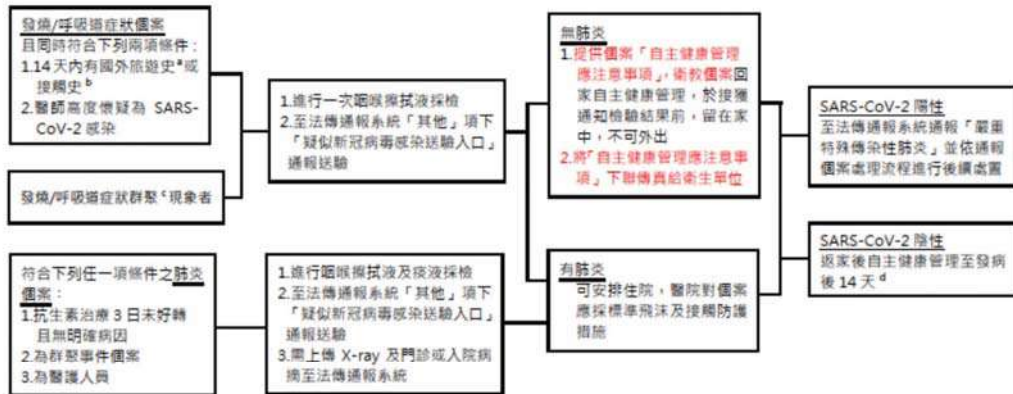 發燒/呼吸道症狀個案
且同時符合下列兩項條件：
1.14 天內有國外旅遊史ᵃ或
接觸史ᵇ
2.醫師高度懷疑為 SARS-
CoV-2 感染
發燒/呼吸道症狀群聚ᶜ現象者
符合下列任一項條件之肺炎
個案：
1.抗生素治療 3 日未好轉
且無明確病因
2.為群聚事件個案
3.為醫護人員
1.進行一次咽喉擦拭液採檢
2.至法傳通報系統「其他」項下
「疑似新冠病毒感染送驗入口」
通報送驗
1.進行咽喉擦拭液及痰液採檢
2.至法傳通報系統「其他」項下
「疑似新冠病毒感染送驗入口」
通報送驗
3.需上傳 X-ray 及門診或入院病
摘至法傳通報系統
無肺炎
1.提供個案「自主健康管理
應注意事項」，衛教個案回
家自主健康管理，於接獲
通知檢驗結果前，留在家
中，不可外出
2.將「自主健康管理應注意事
項」下聯傳真給衛生單位
有肺炎
可安排住院，醫院對個案
應採標準飛沫及接觸防護
措施
SARS-CoV-2 陽性
至法傳通報系統通報「嚴重
特殊傳染性肺炎」並依通報
個案處理流程進行後續處置
SARS-CoV-2 陰性
返家後自主健康管理至發病
後 14 天ᵈ